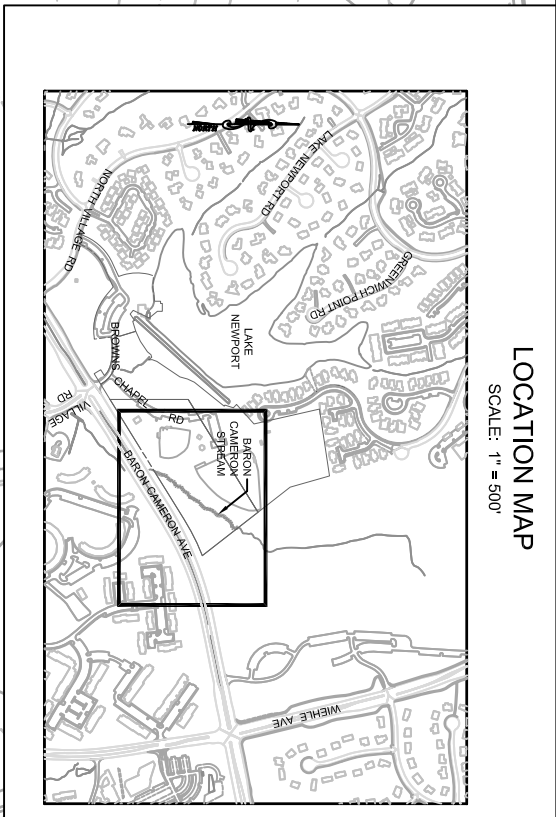 LOCATION MAP
SCALE: 1" = 500'
NORTH
LAKE NEWPORT RD
GREENWICH POINT RD
NORTH VILLAGE RD
LAKE
NEWPORT
BROWNS CHAPEL RD
VILLAGE
RD
BARON
CAMERON
STREAM
BARON CAMERON AVE
WIEHLE AVE